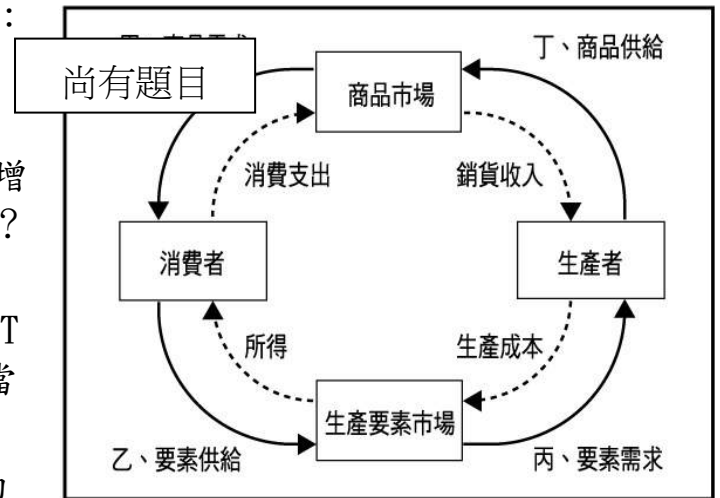 ：
尚有題目
丁、商品供給
商品市場
增
消費支出
銷貨收入
？
消費者
生產者
T
所得
生產成本
當
生產要素市場
乙、要素供給
丙、要素需求